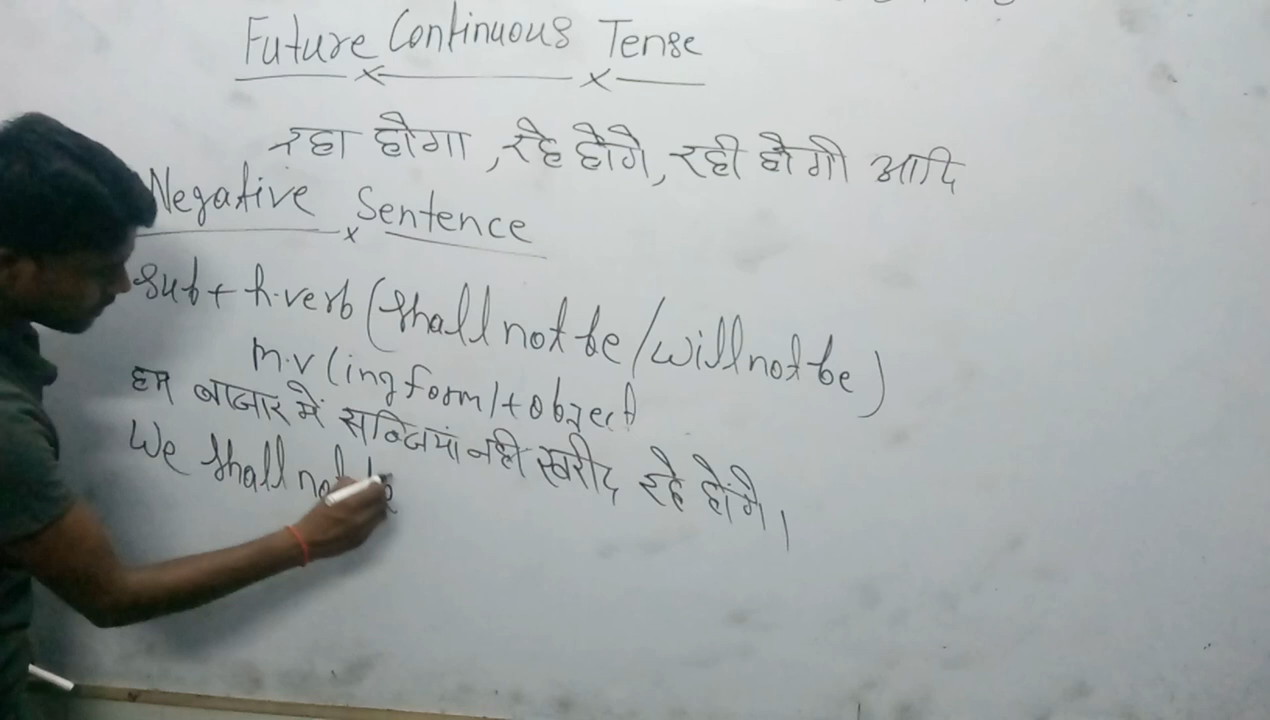 Future Continuous Tense
रहा होगा, रहे होंगे, रही होगी आदि
Negative Sentence
Sub + h.verb (shall not be/will not be)
m.v (ing form) + object
हम बाजार में सब्जियां नही खरीद रहे होंगे।
We shall not be